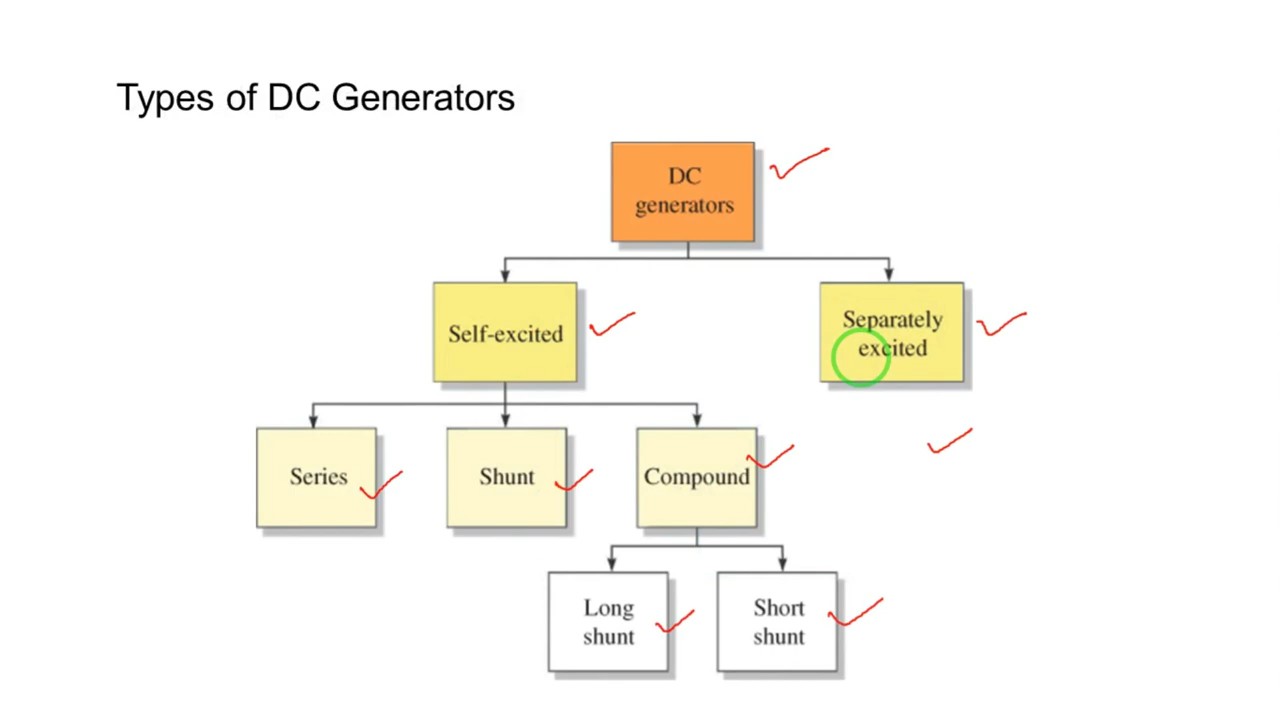 Types of DC Generators
DC
generators
Self-excited
Separately
excited
Series
Shunt
Compound
Long
shunt
Short
shunt